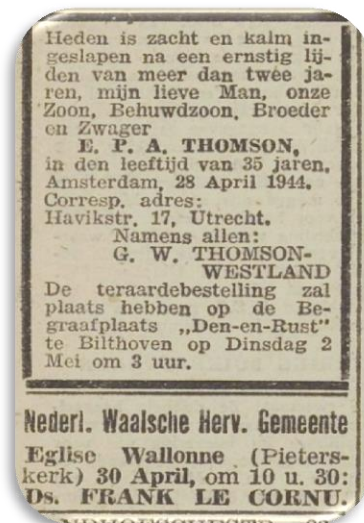 Heden is zacht en kalm in-
geslapen na een ernstig lij-
den van meer dan twee ja-
ren, mijn lieve Man, onze
Zoon, Behuwdzoon, Broeder
en Zwager
E. P. A. THOMSON,
in den leeftijd van 35 jaren.
Amsterdam, 28 April 1944.
Corresp. adres:
Havikstr. 17, Utrecht.
Namens allen:
G. W. THOMSON-
WESTLAND
De teraardebestelling zal
plaats hebben op de Be-
graafplaats „Den-en-Rust"
te Bilthoven op Dinsdag 2
Mei om 3 uur.
Nederl. Waalsche Herv. Gemeente
Eglise Wallonne (Pieters-
kerk) 30 April, om 10 u. 30:
Ds. FRANK LE CORNU.